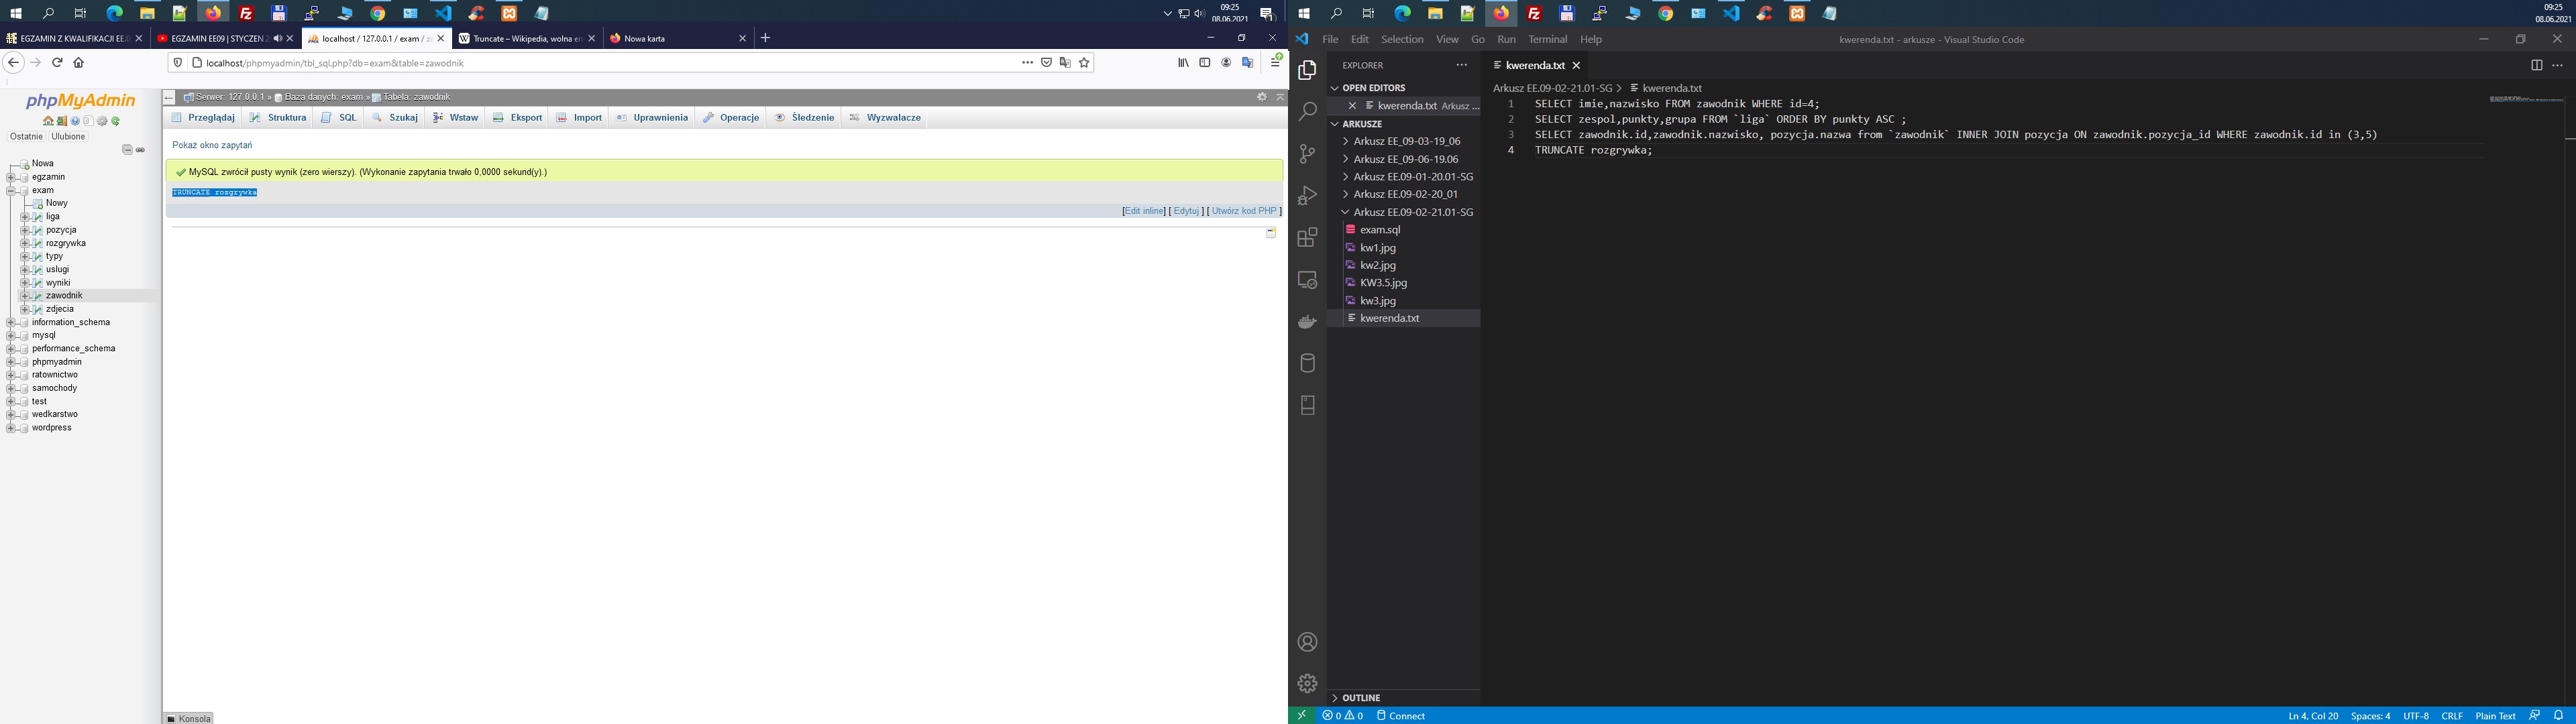 09:25
08.06.2021
1
EGZAMIN Z KWALIFIKACJI EE.0
EGZAMIN EE09 | STYCZEŃ 2
localhost / 127.0.0.1 / exam / z
Truncate – Wikipedia, wolna en
Nowa karta
localhost/phpmyadmin/tbl_sql.php?db=exam&table=zawodnik
phpMyAdmin
Ostatnie Ulubione
Nowa
egzamin
exam
Nowy
liga
pozycja
rozgrywka
typy
uslugi
wyniki
zawodnik
zdjecia
information_schema
mysql
performance_schema
phpmyadmin
ratownictwo
samochody
test
wedkarstwo
wordpress
Serwer: 127.0.0.1 » Baza danych: exam » Tabela: zawodnik
Przeglądaj Struktura SQL Szukaj Wstaw Eksport Import Uprawnienia Operacje Śledzenie Wyzwalacze
Pokaż okno zapytań
MySQL zwrócił pusty wynik (zero wierszy). (Wykonanie zapytania trwało 0,0000 sekund(y).)
TRUNCATE rozgrywka
[Edit inline] [ Edytuj ] [ Utwórz kod PHP ]
Konsola
09:25
08.06.2021
File Edit Selection View Go Run Terminal Help
kwerenda.txt - arkusze - Visual Studio Code
EXPLORER
OPEN EDITORS
kwerenda.txt Arkusz ...
ARKUSZE
Arkusz EE_09-03-19_06
Arkusz EE_09-06-19.06
Arkusz EE.09-01-20.01-SG
Arkusz EE.09-02-20_01
Arkusz EE.09-02-21.01-SG
exam.sql
kw1.jpg
kw2.jpg
KW3.5.jpg
kw3.jpg
kwerenda.txt
OUTLINE
kwerenda.txt
Arkusz EE.09-02-21.01-SG > kwerenda.txt
1 SELECT imie,nazwisko FROM zawodnik WHERE id=4;
2 SELECT zespol,punkty,grupa FROM `liga` ORDER BY punkty ASC ;
3 SELECT zawodnik.id,zawodnik.nazwisko, pozycja.nazwa from `zawodnik` INNER JOIN pozycja ON zawodnik.pozycja_id WHERE zawodnik.id in (3,5)
4 TRUNCATE rozgrywka;
0 0 Connect
Ln 4, Col 20 Spaces: 4 UTF-8 CRLF Plain Text